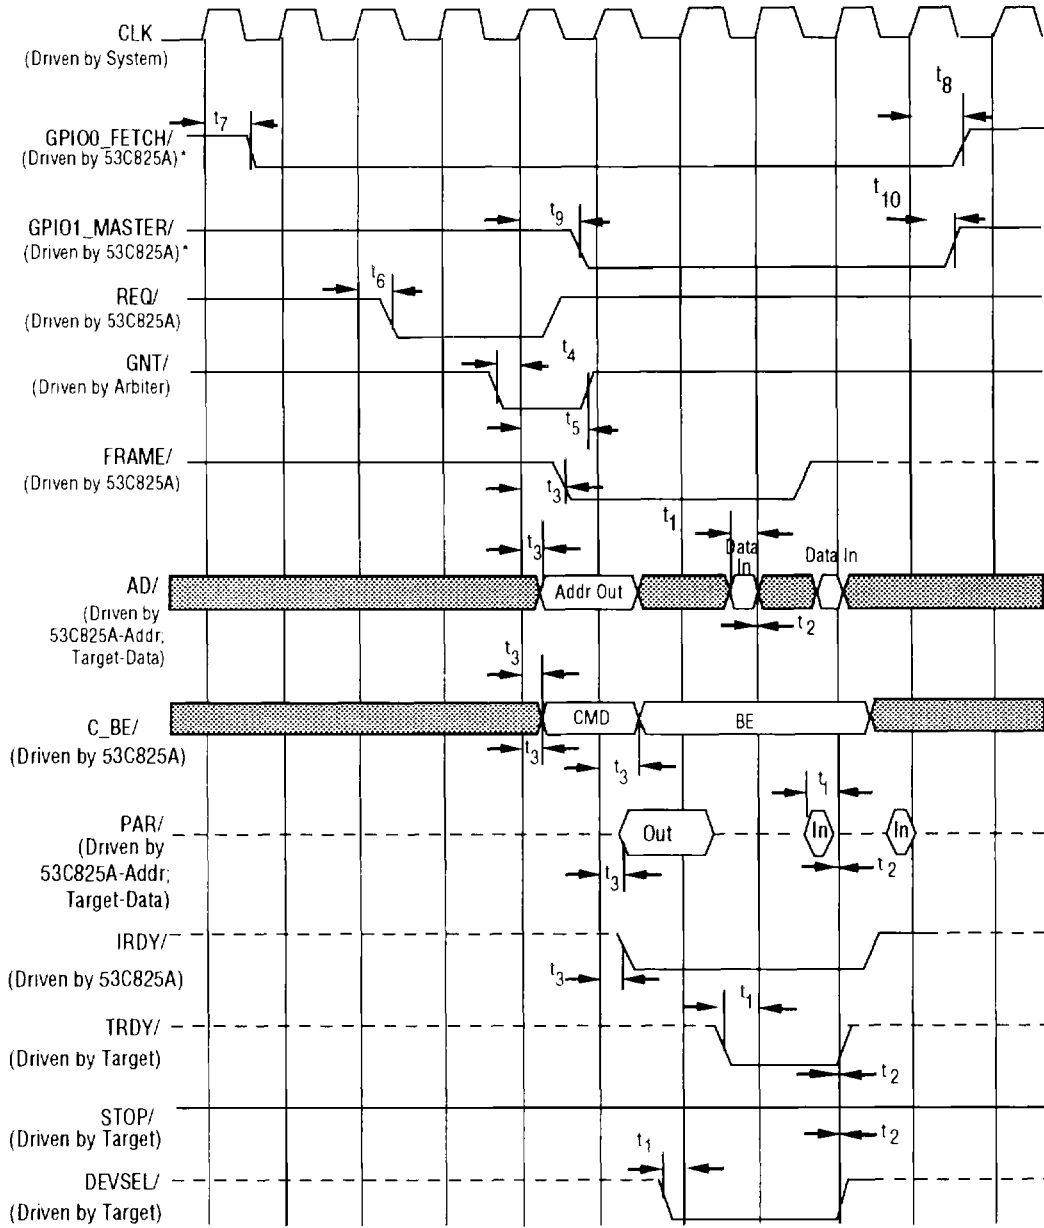 CLK
(Driven by System)
t8
t7
GPIO0_FETCH/
(Driven by 53C825A)*
t10
t9
GPIO1_MASTER/
(Driven by 53C825A)*
t6
REQ/
(Driven by 53C825A)
t4
GNT/
(Driven by Arbiter)
t5
FRAME/
(Driven by 53C825A)
t3
t1
t3
Data In
Data In
AD/
Addr Out
(Driven by
53C825A-Addr;
Target-Data)
t2
t3
C_BE/
CMD
BE
(Driven by 53C825A)
t3
t3
t1
PAR/
Out
In
In
(Driven by
53C825A-Addr;
Target-Data)
t3
t2
IRDY/
(Driven by 53C825A)
t3
t1
TRDY/
(Driven by Target)
t2
STOP/
(Driven by Target)
t2
t1
DEVSEL/
(Driven by Target)